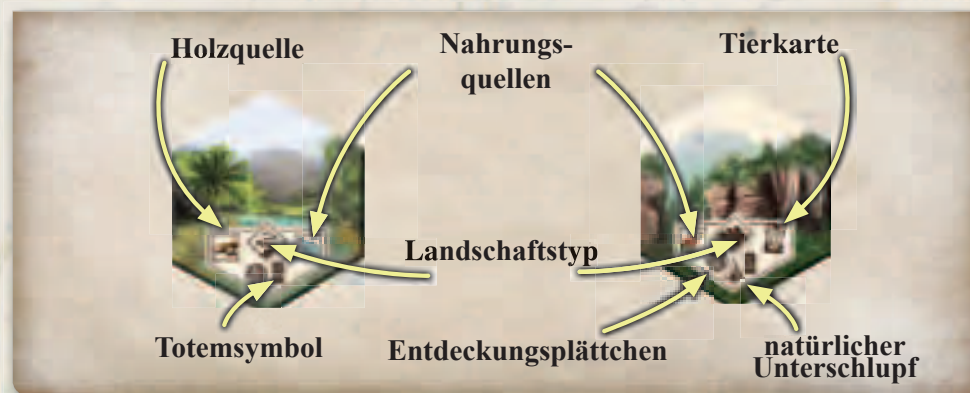 Holzquelle
Nahrungs-
quellen
Tierkarte
Landschaftstyp
Totemsymbol
Entdeckungsplättchen
natürlicher
Unterschlupf